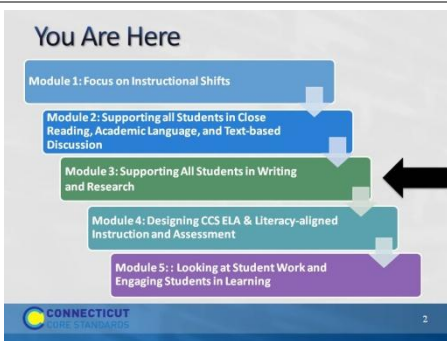 You Are Here
Module 1: Focus on Instructional Shifts
Module 2: Supporting all Students in Close
Reading, Academic Language, and Text-based
Discussion
Module 3: Supporting All Students in Writing
and Research
Module 4: Designing CCS ELA & Literacy-aligned
Instruction and Assessment
Module 5: : Looking at Student Work and
Engaging Students in Learning
CONNECTICUT
CORE STANDARDS
2